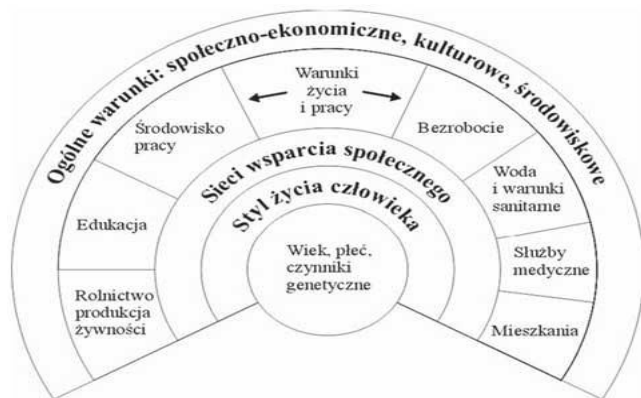 Ogólne warunki: społeczno-ekonomiczne, kulturowe, środowiskowe
Warunki
życia
i pracy
Środowisko
pracy
Bezrobocie
Edukacja
Woda
i warunki
sanitarne
Rolnictwo
produkcja
żywności
Służby
medyczne
Mieszkania
Sieci wsparcia społecznego
Styl życia człowieka
Wiek, płeć,
czynniki
genetyczne